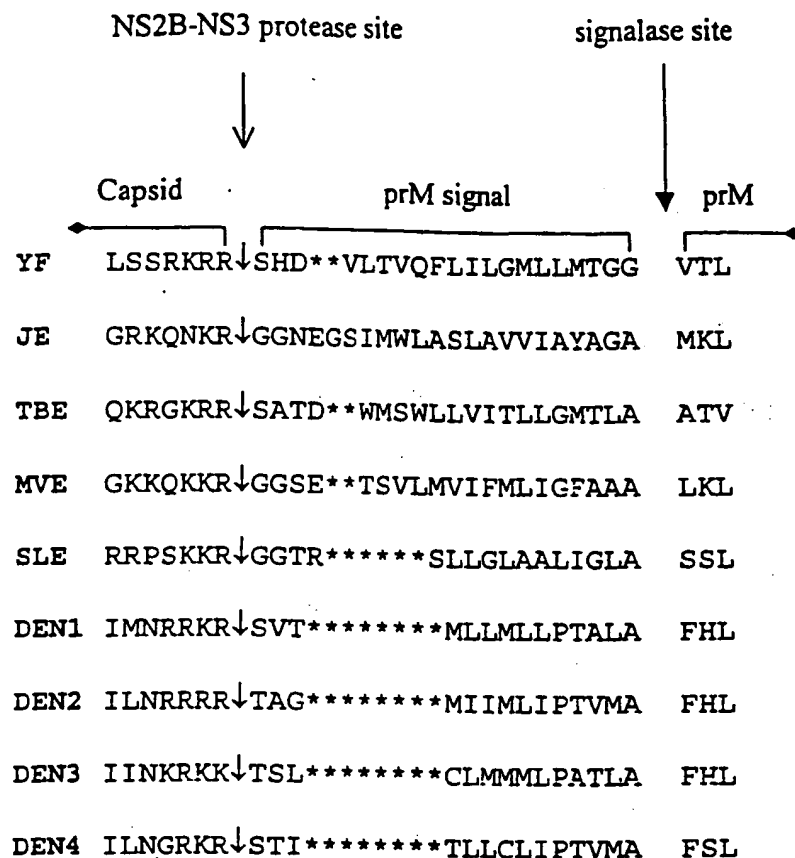 NS2B-NS3 protease site signalase site
Capsid prM signal prM
YF LSSRKRR↓SHD**VLTVQFLILGMLLMTGG VTL
JE GRKQNKR↓GGNEGSIMWLASLAVVIAYAGA MKL
TBE QKRGKRR↓SATD**WMSWLLVITLLGMTLA ATV
MVE GKKQKKR↓GGSE**TSVLMVIFMLIGFAAA LKL
SLE RRPSKKR↓GGTR******SLLGLAALIGLA SSL
DEN1 IMNRRKR↓SVT********MLLMLLPTALA FHL
DEN2 ILNRRRR↓TAG********MIIMLIPTVMA FHL
DEN3 IINKRKK↓TSL********CLMMMLPATLA FHL
DEN4 ILNGRKR↓STI********TLLCLIPTVMA FSL